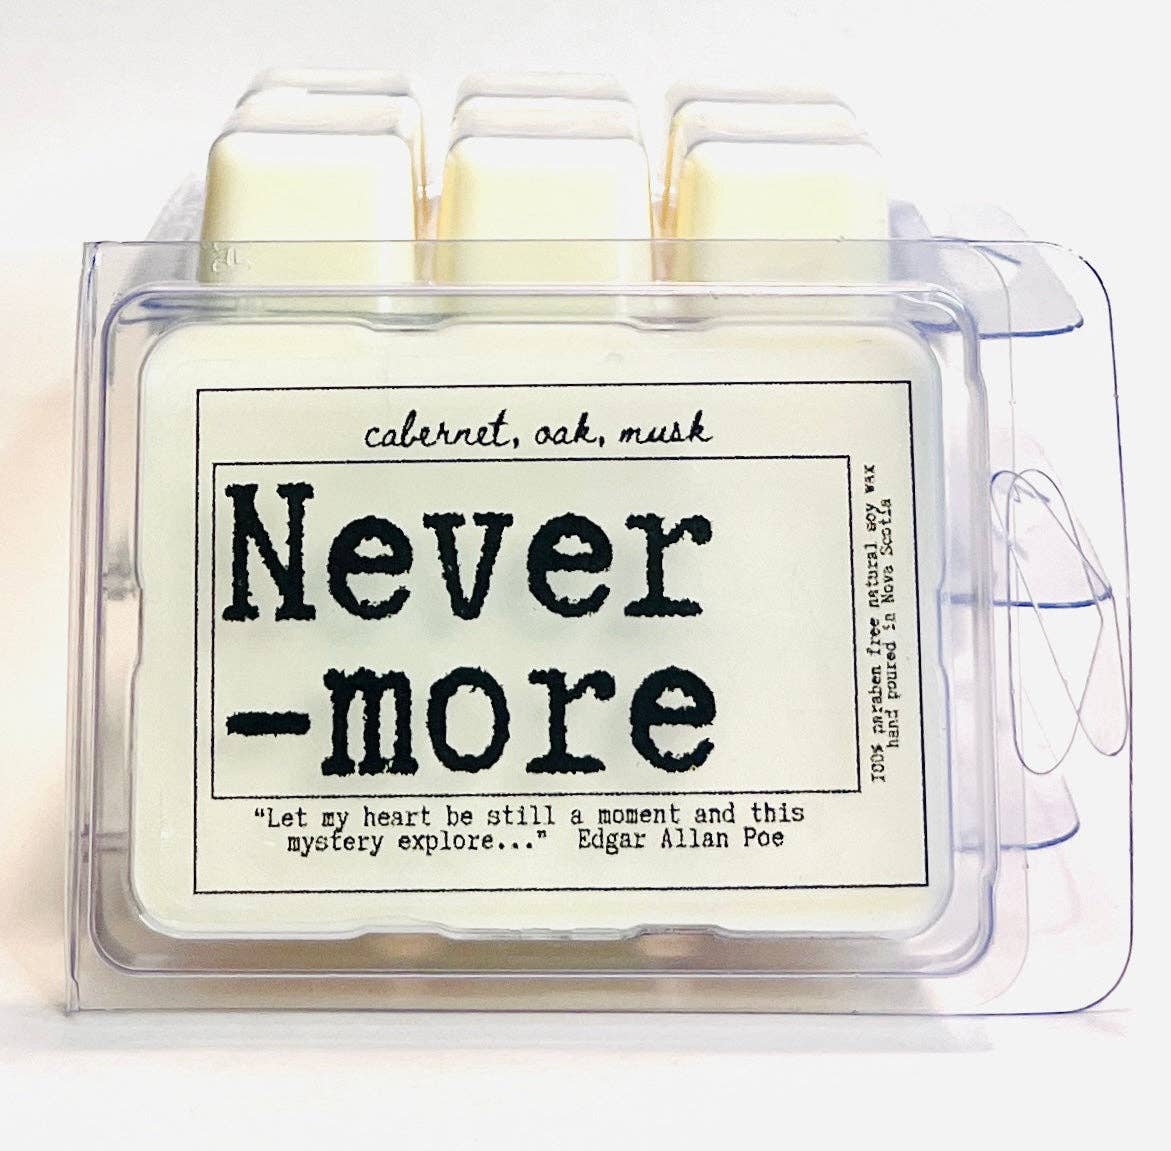 cabernet, oak, musk
Never
-more
"Let my heart be still a moment and this
mystery explore..." Edgar Allan Poe
100% paraben free natural soy wax
hand poured in Nova Scotia